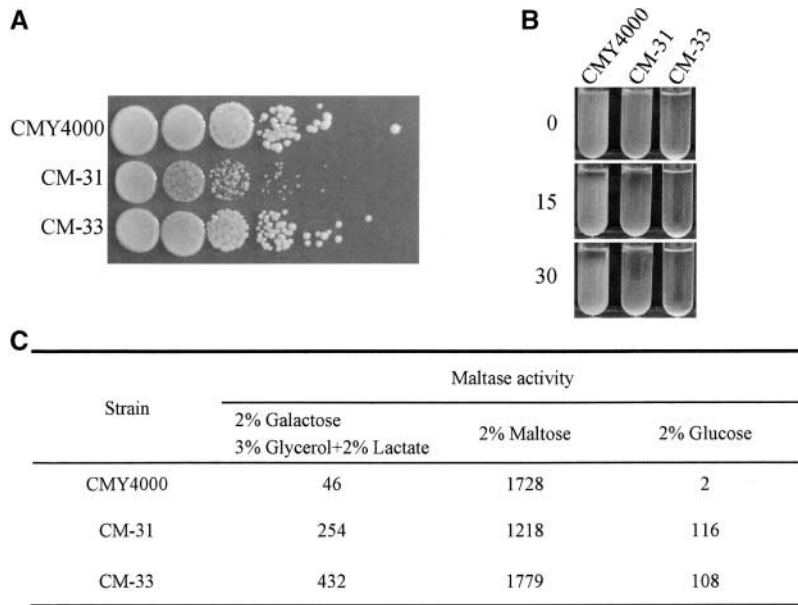 A
CMY4000
CM-31
CM-33
B
CMY4000
CM-31
CM-33
0
15
30
C
Strain
Maltase activity
2% Galactose
3% Glycerol+2% Lactate
2% Maltose
2% Glucose
CMY4000 46 1728 2
CM-31 254 1218 116
CM-33 432 1779 108